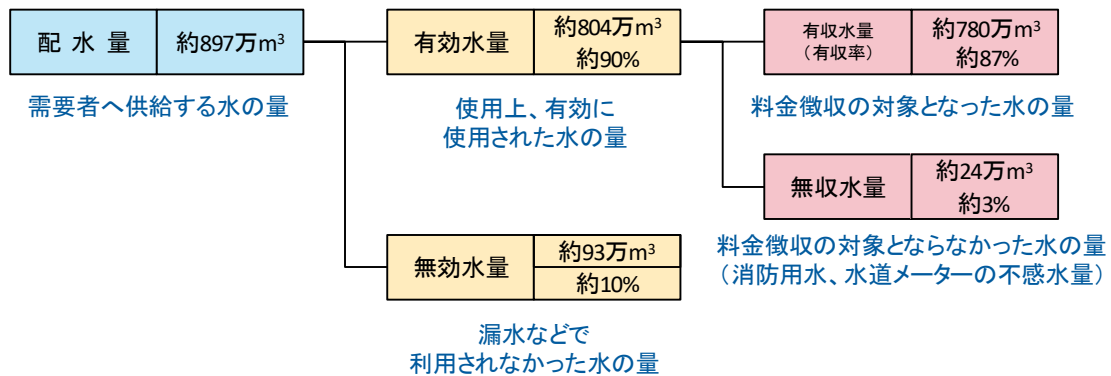 配 水 量
約897万m³
需要者へ供給する水の量
有効水量
約804万m³
約90%
使用上、有効に
使用された水の量
有収水量
（有収率）
約780万m³
約87%
料金徴収の対象となった水の量
無収水量
約24万m³
約3%
料金徴収の対象とならなかった水の量
（消防用水、水道メーターの不感水量）
無効水量
約93万m³
約10%
漏水などで
利用されなかった水の量